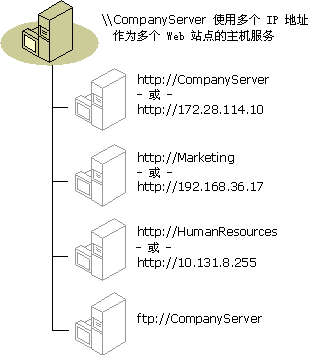 \\CompanyServer 使用多个 IP 地址
作为多个 Web 站点的主机服务
http://CompanyServer
- 或 -
http://172.28.114.10
http://Marketing
- 或 -
http://192.168.36.17
http://HumanResources
- 或 -
http://10.131.8.255
ftp://CompanyServer